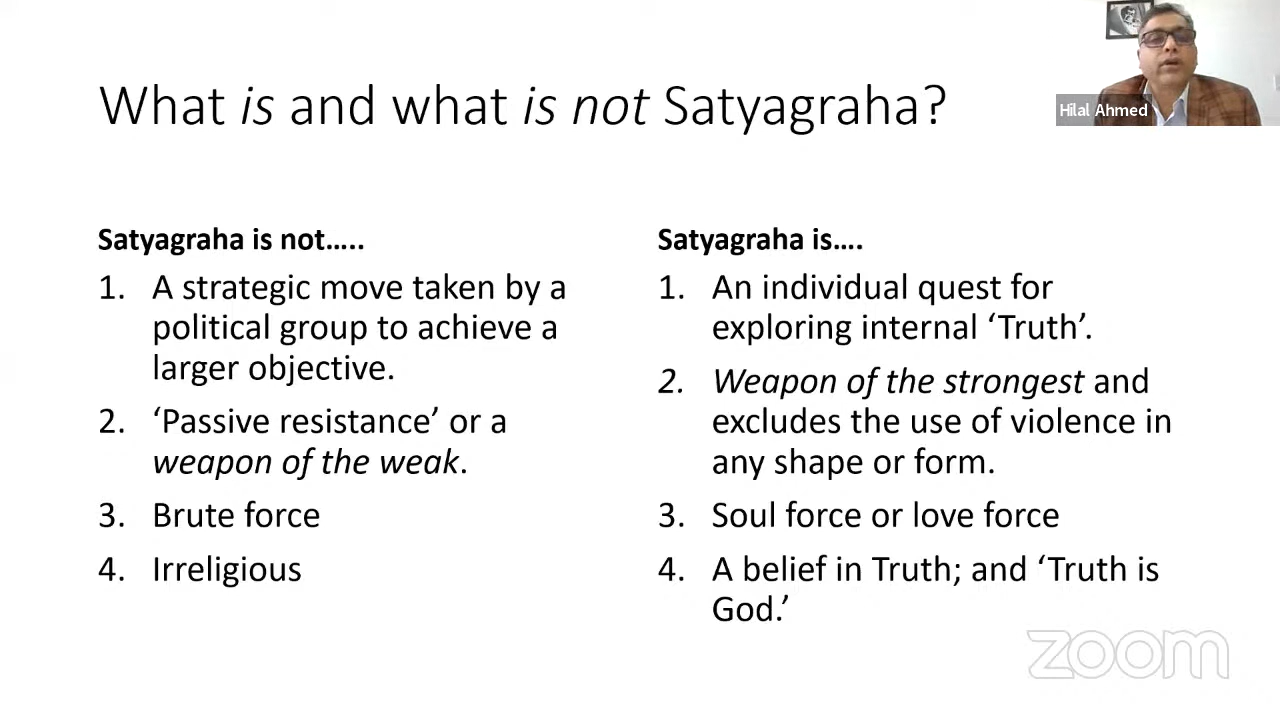 What is and what is not Satyagraha?
Hilal Ahmed
Satyagraha is not…..
1. A strategic move taken by a
political group to achieve a
larger objective.
2. ‘Passive resistance’ or a
weapon of the weak.
3. Brute force
4. Irreligious
Satyagraha is….
1. An individual quest for
exploring internal ‘Truth’.
2. Weapon of the strongest and
excludes the use of violence in
any shape or form.
3. Soul force or love force
4. A belief in Truth; and ‘Truth is
God.’
zoom